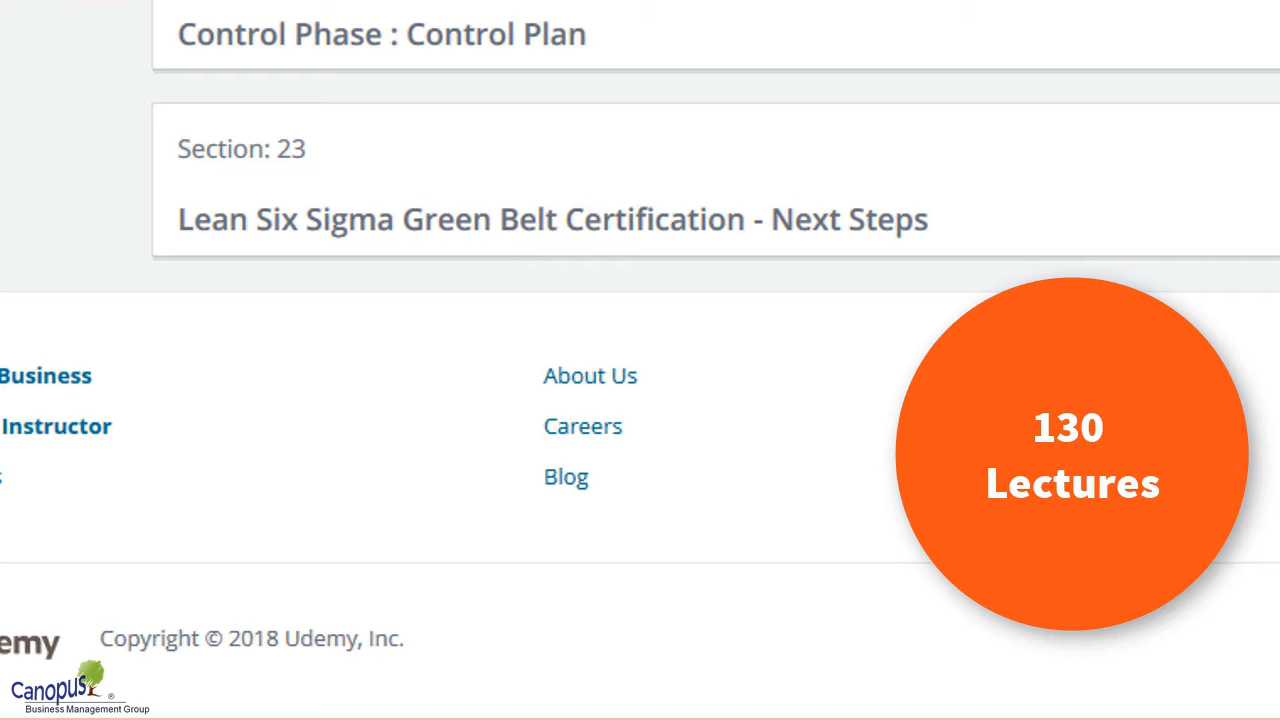 Control Phase : Control Plan
Section: 23
Lean Six Sigma Green Belt Certification - Next Steps
Business
Instructor
s
About Us
Careers
Blog
130
Lectures
emy
Copyright © 2018 Udemy, Inc.
Canopus ®
Business Management Group